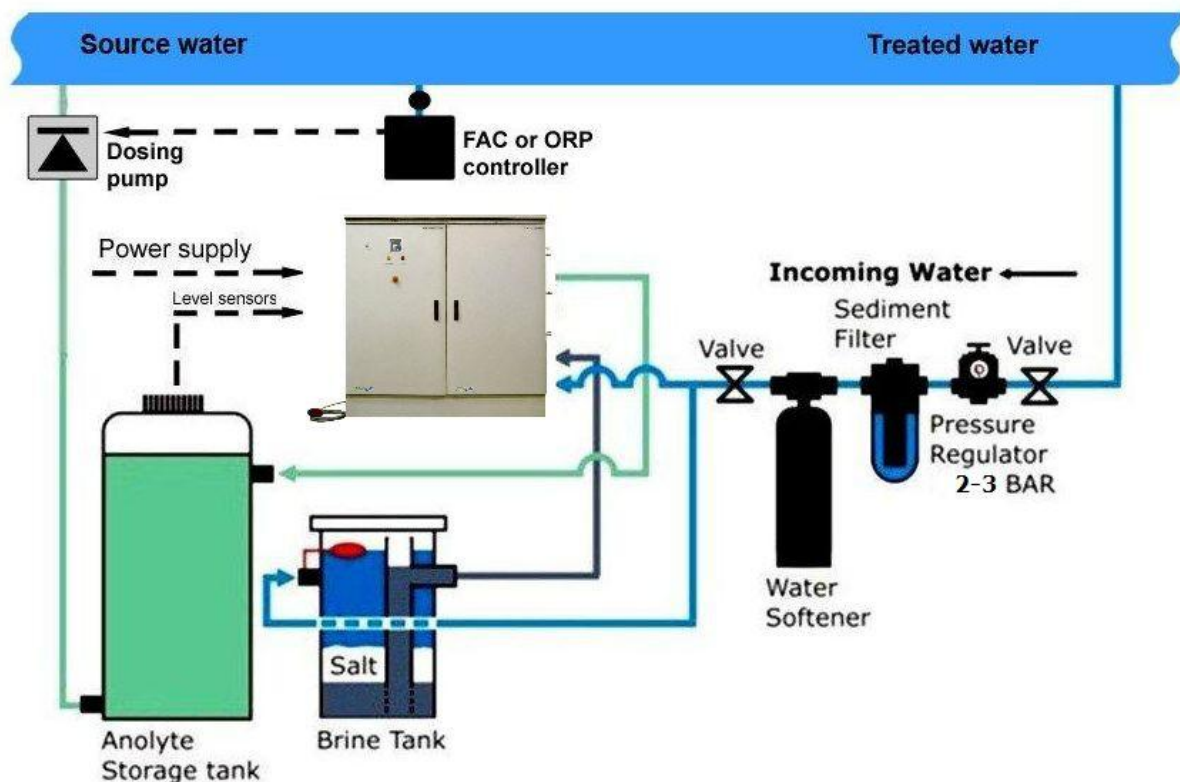 Source water
Treated water
Dosing
pump
FAC or ORP
controller
Power supply
Level sensors
Incoming Water
Sediment
Filter
Valve
Valve
Pressure
Regulator
2-3 BAR
Water
Softener
Salt
Anolyte
Storage tank
Brine Tank